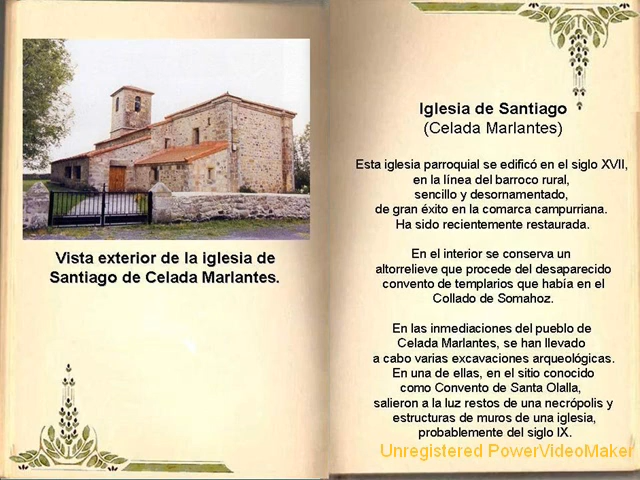 Vista exterior de la iglesia de
Santiago de Celada Marlantes.
Iglesia de Santiago
(Celada Marlantes)
Esta iglesia parroquial se edificó en el siglo XVII,
en la línea del barroco rural,
sencillo y desornamentado,
de gran éxito en la comarca campurriana.
Ha sido recientemente restaurada.
En el interior se conserva un
altorrelieve que procede del desaparecido
convento de templarios que había en el
Collado de Somahoz.
En las inmediaciones del pueblo de
Celada Marlantes, se han llevado
a cabo varias excavaciones arqueológicas.
En una de ellas, en el sitio conocido
como Convento de Santa Olalla,
salieron a la luz restos de una necrópolis y
estructuras de muros de una iglesia,
probablemente del siglo IX.
Unregistered PowerVideoMaker